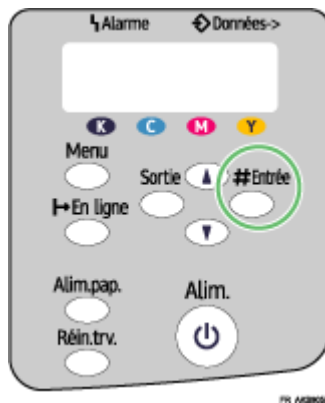 Alarme Données->
K C M Y
Menu
Sortie #Entrée
En ligne
Alim.pap. Alim.
Réin.trv.